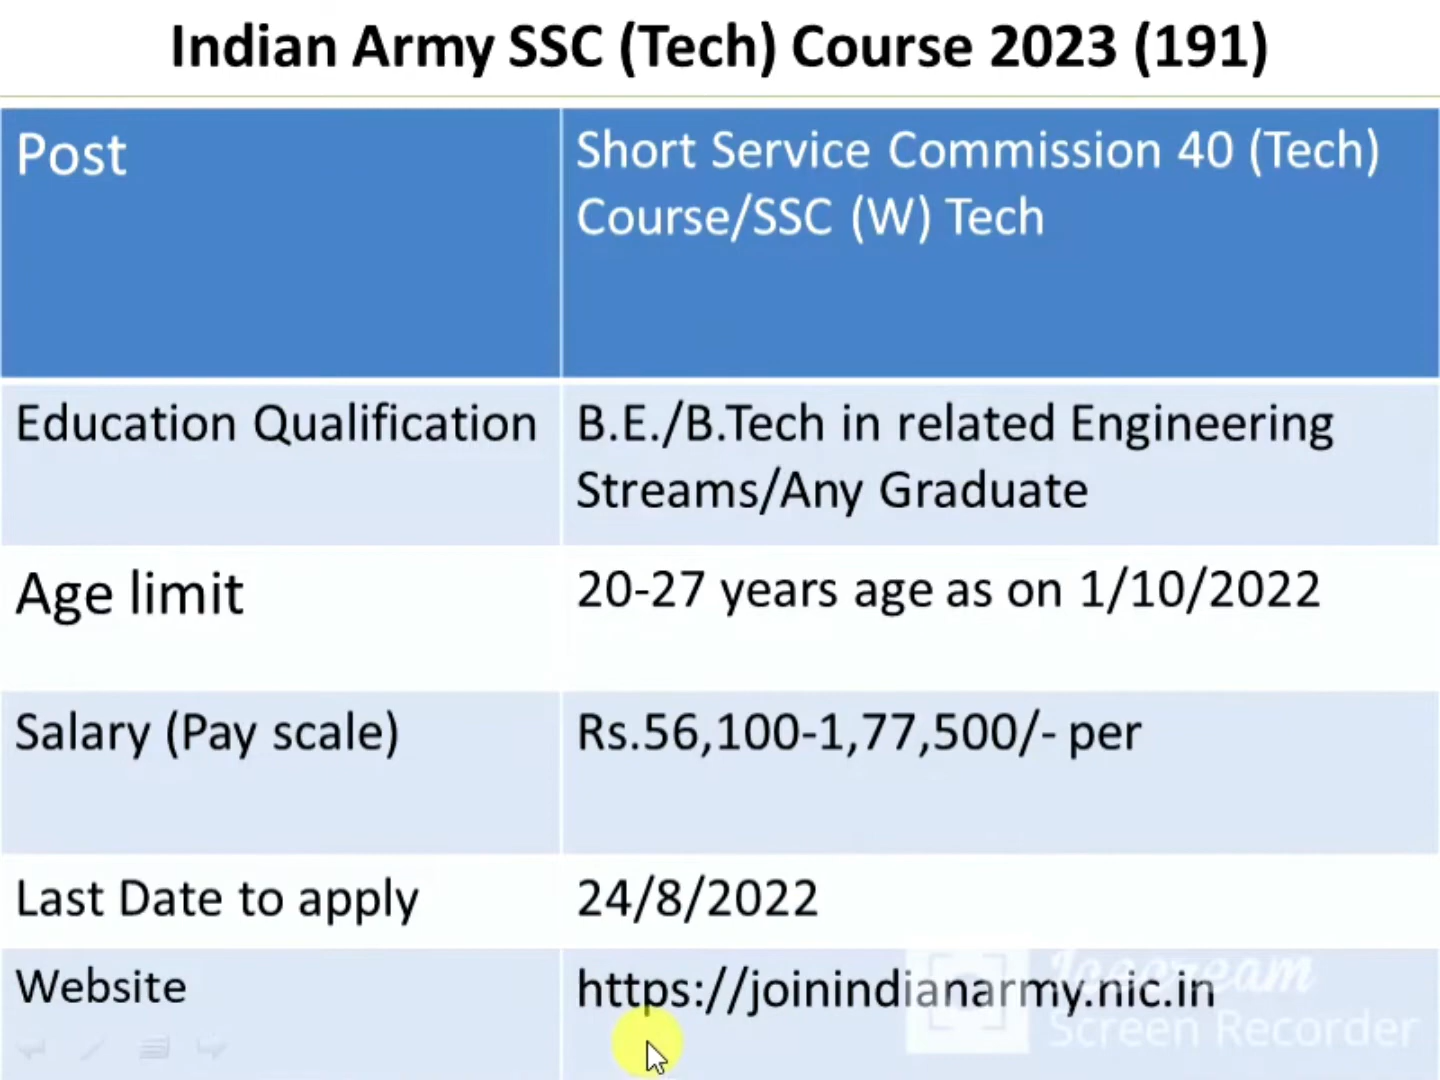 Indian Army SSC (Tech) Course 2023 (191)
Post
Short Service Commission 40 (Tech)
Course/SSC (W) Tech
Education Qualification
B.E./B.Tech in related Engineering
Streams/Any Graduate
Age limit
20-27 years age as on 1/10/2022
Salary (Pay scale)
Rs.56,100-1,77,500/- per
Last Date to apply
24/8/2022
Website
https://joinindianarmy.nic.in
Icecream
Screen Recorder